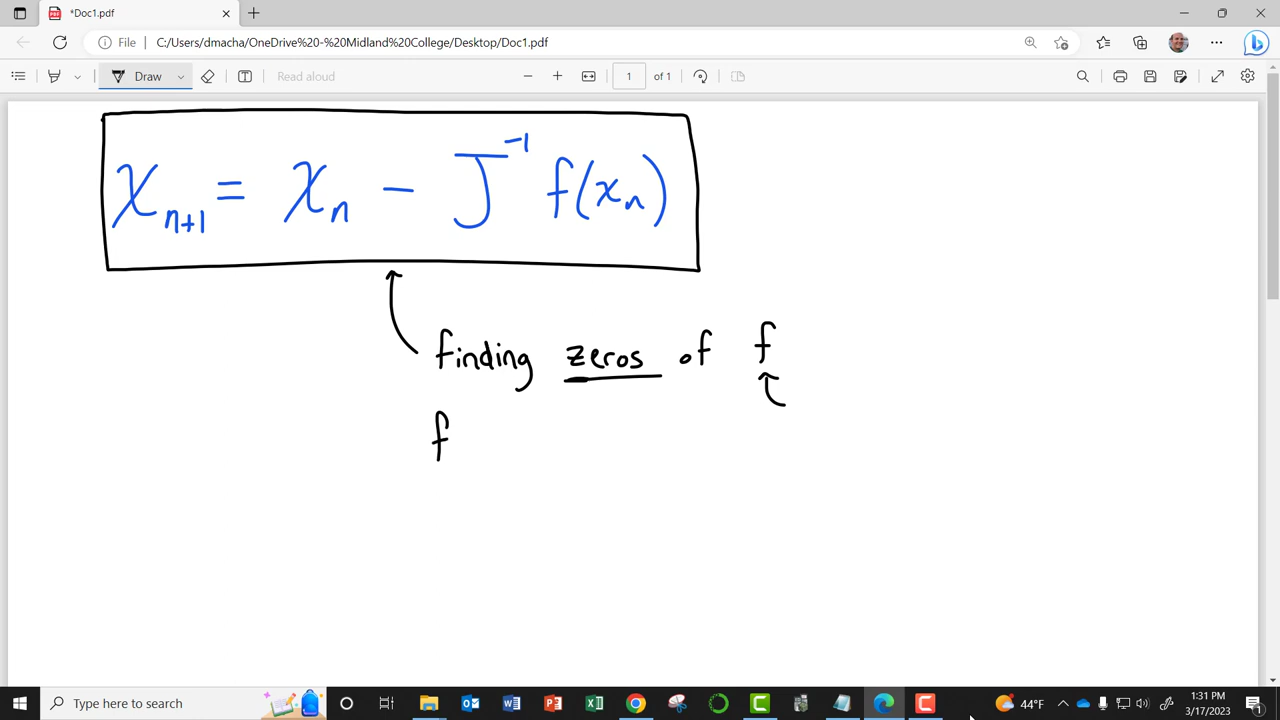 *Doc1.pdf
File C:/Users/dmacha/OneDrive%20-%20Midland%20College/Desktop/Doc1.pdf
Draw Read aloud 1 of 1
x_{n+1} = x_n - J^{-1} f(x_n)
finding zeros of f
f
Type here to search
44°F
1:31 PM
3/17/2023
1